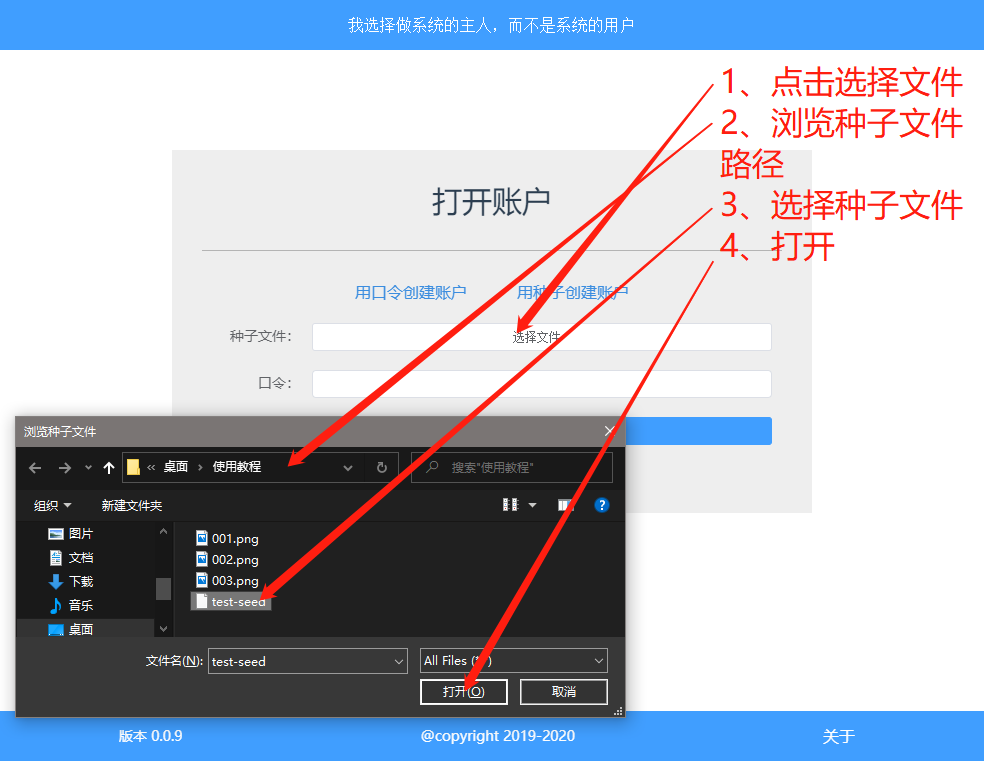 我选择做系统的主人，而不是系统的用户
1、点击选择文件
2、浏览种子文件
路径
3、选择种子文件
4、打开
打开账户
用口令创建账户 用种子创建账户
种子文件： 选择文件
口令：
浏览种子文件
« 桌面 › 使用教程 搜索"使用教程"
组织 新建文件夹
图片
文档
下载
音乐
桌面
001.png
002.png
003.png
test-seed
文件名(N): test-seed All Files (*.*)
打开(O) 取消
版本 0.0.9 @copyright 2019-2020 关于